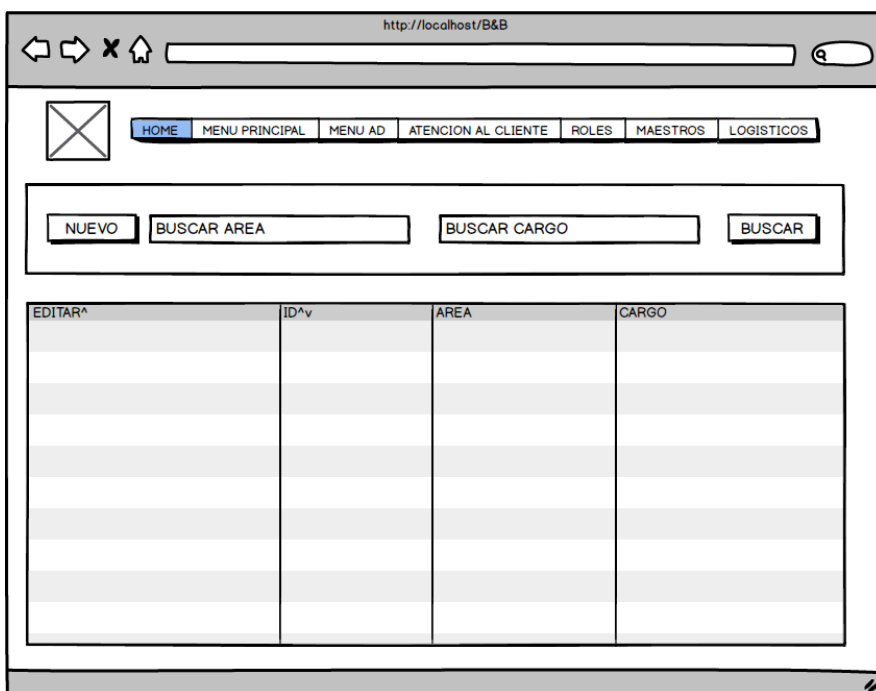 http://localhost/B&B
HOME MENU PRINCIPAL MENU AD ATENCION AL CLIENTE ROLES MAESTROS LOGISTICOS
NUEVO BUSCAR AREA BUSCAR CARGO BUSCAR
EDITAR^ ID^v AREA CARGO